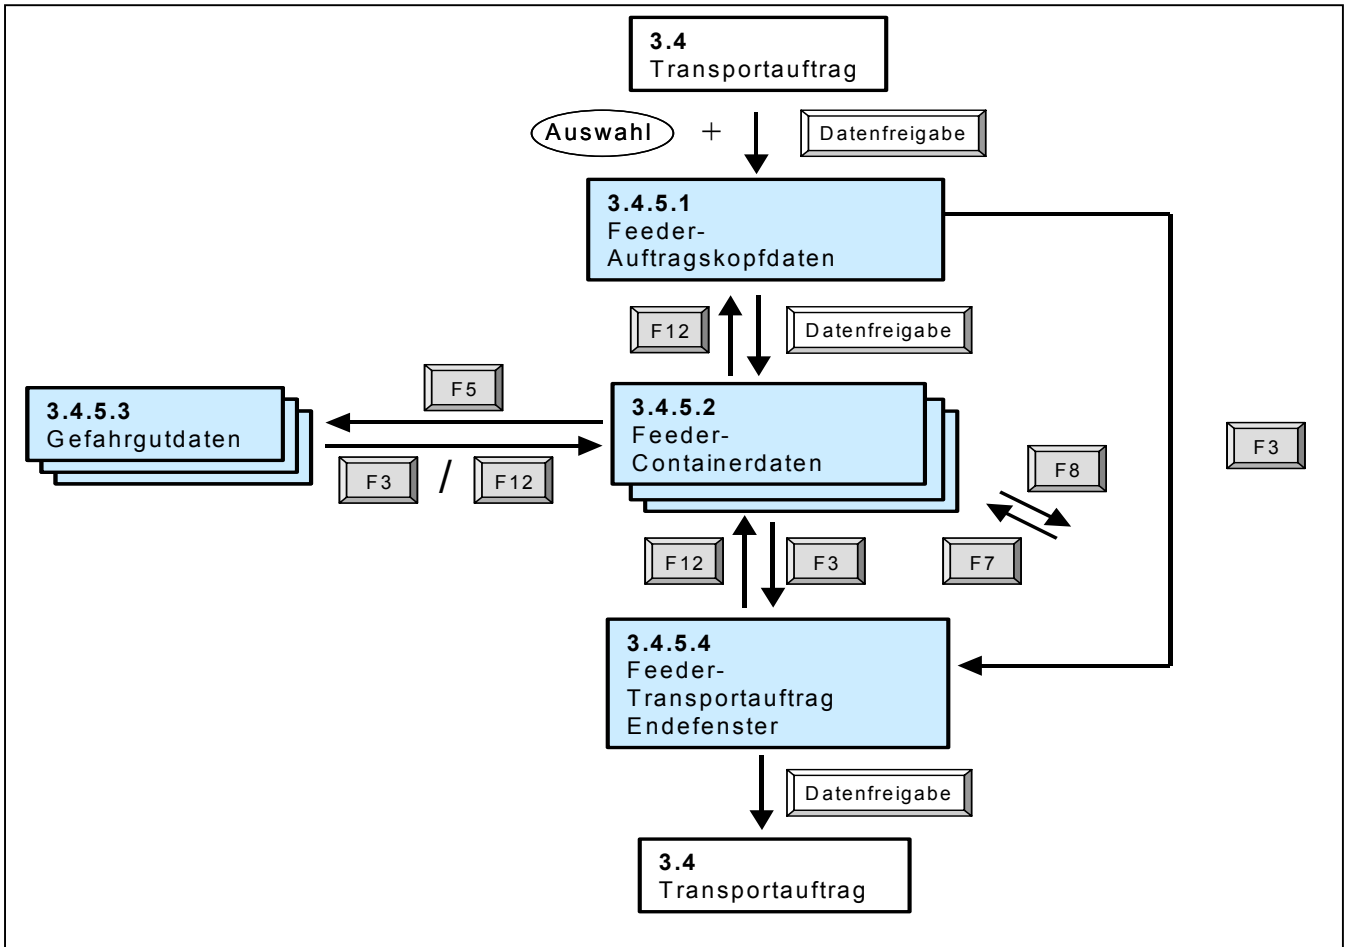 3.4
Transportauftrag
Auswahl + Datenfreigabe
3.4.5.1
Feeder-
Auftragskopfdaten
F12 Datenfreigabe
F5
3.4.5.3
Gefahrgutdaten
F3 / F12
3.4.5.2
Feeder-
Containerdaten
F3
F8
F7
F12 F3
3.4.5.4
Feeder-
Transportauftrag
Endefenster
Datenfreigabe
3.4
Transportauftrag